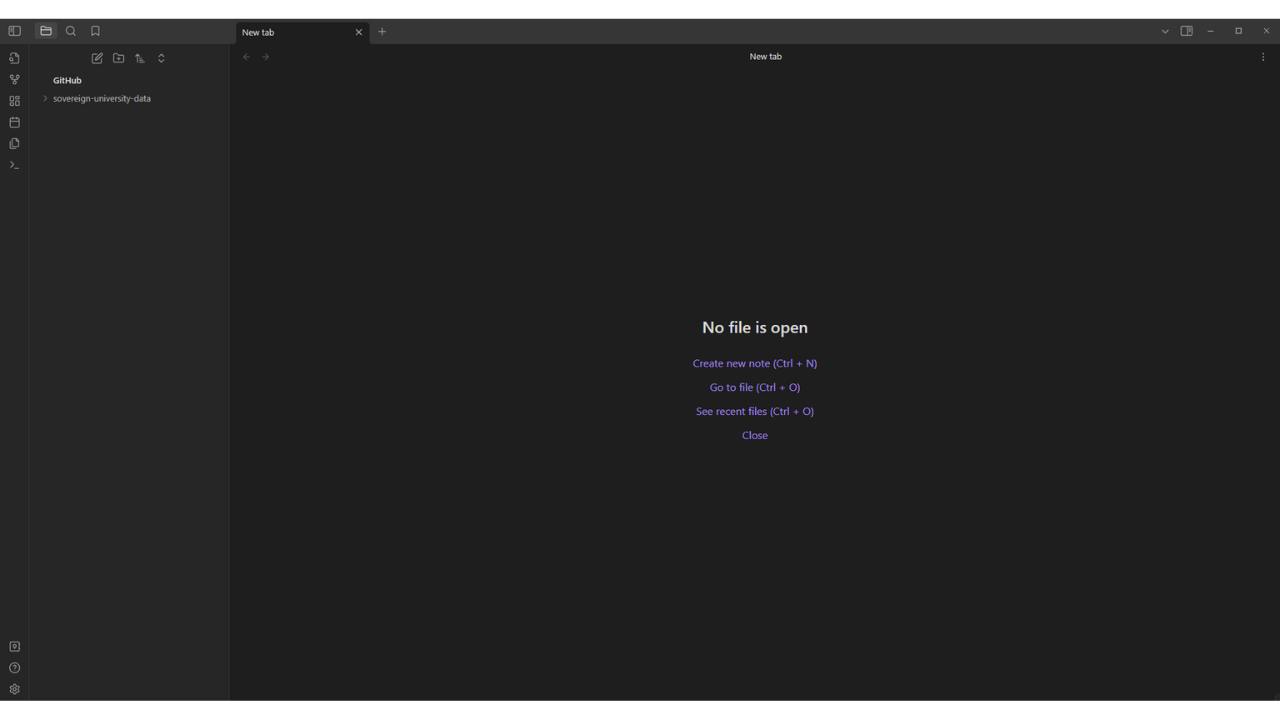 New tab
New tab
GitHub
sovereign-university-data
No file is open
Create new note (Ctrl + N)
Go to file (Ctrl + O)
See recent files (Ctrl + O)
Close